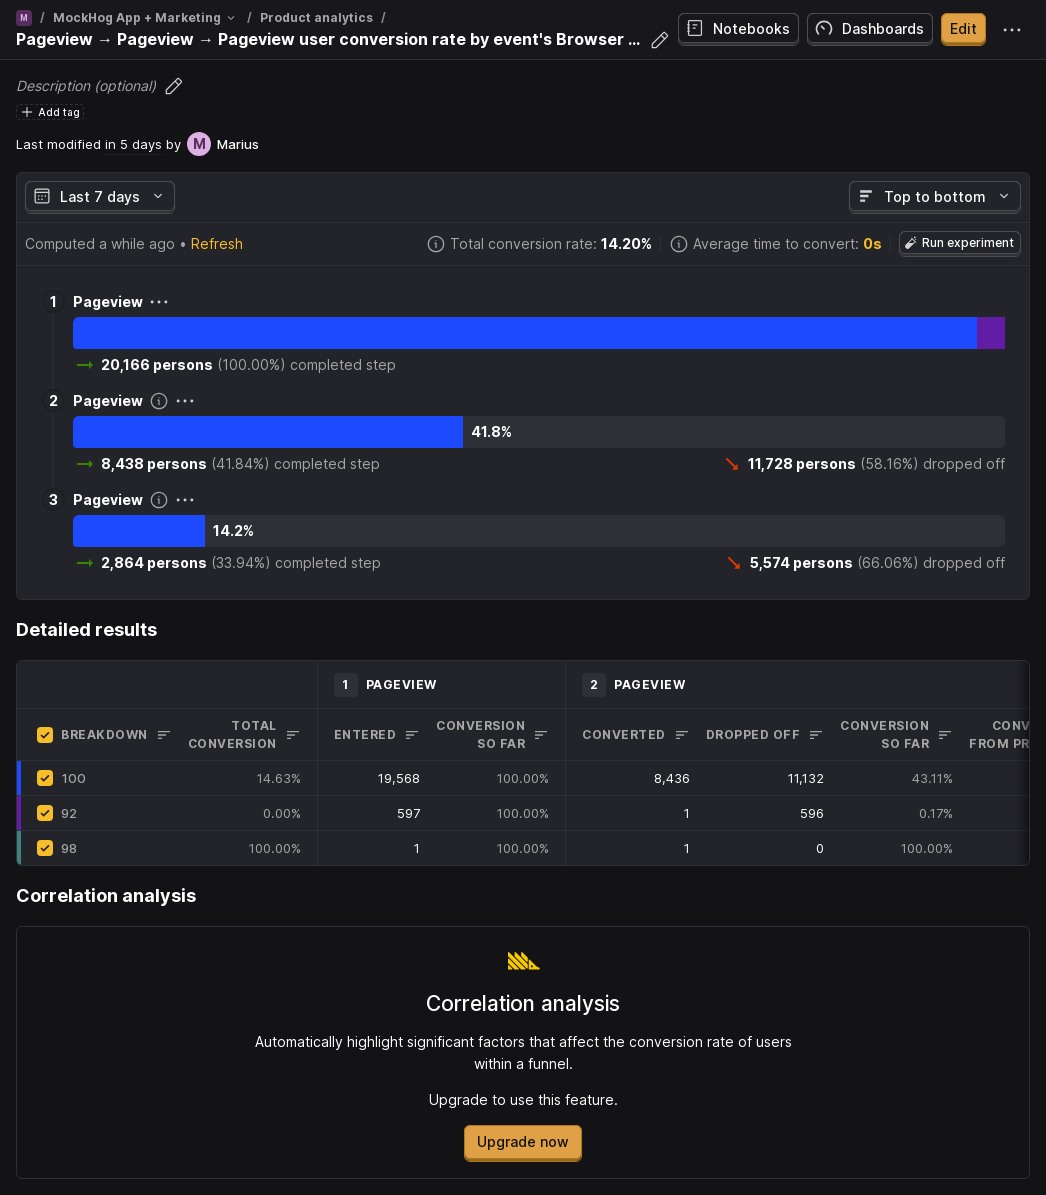 M / MockHog App + Marketing / Product analytics /
Pageview → Pageview → Pageview user conversion rate by event's Browser ...
Notebooks
Dashboards
Edit
Description (optional)
Add tag
Last modified in 5 days by M Marius
Last 7 days
Top to bottom
Computed a while ago • Refresh
Total conversion rate: 14.20%
Average time to convert: 0s
Run experiment
1 Pageview
20,166 persons (100.00%) completed step
2 Pageview
41.8%
8,438 persons (41.84%) completed step
11,728 persons (58.16%) dropped off
3 Pageview
14.2%
2,864 persons (33.94%) completed step
5,574 persons (66.06%) dropped off
Detailed results
1 PAGEVIEW
2 PAGEVIEW
BREAKDOWN
TOTAL
CONVERSION
ENTERED
CONVERSION
SO FAR
CONVERTED
DROPPED OFF
CONVERSION
SO FAR
CONV
FROM PR
100 14.63% 19,568 100.00% 8,436 11,132 43.11%
92 0.00% 597 100.00% 1 596 0.17%
98 100.00% 1 100.00% 1 0 100.00%
Correlation analysis
Correlation analysis
Automatically highlight significant factors that affect the conversion rate of users
within a funnel.
Upgrade to use this feature.
Upgrade now